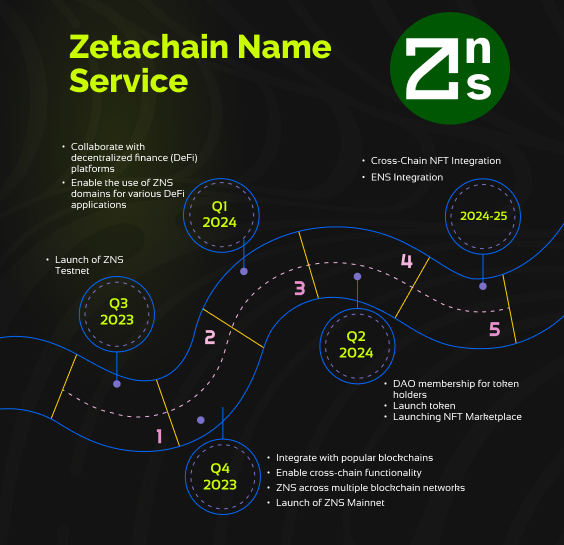 Zetachain Name
Service
Zns
• Collaborate with
decentralized finance (DeFi)
platforms
• Enable the use of ZNS
domains for various DeFi
applications
Q1
2024
• Cross-Chain NFT Integration
• ENS Integration
2024-25
• Launch of ZNS
Testnet
Q3
2023
1
2
3
4
5
Q2
2024
• DAO membership for token
holders
• Launch token
• Launching NFT Marketplace
Q4
2023
• Integrate with popular blockchains
• Enable cross-chain functionality
• ZNS across multiple blockchain networks
• Launch of ZNS Mainnet